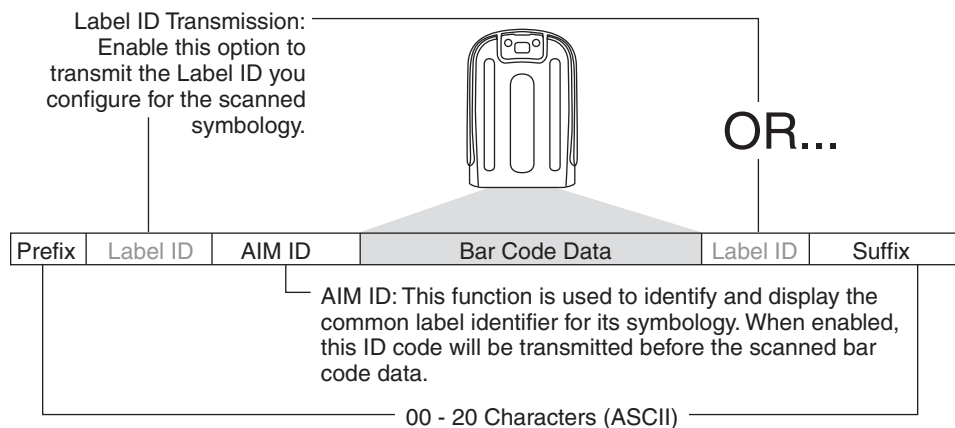 Label ID Transmission:
Enable this option to
transmit the Label ID you
configure for the scanned
symbology.
OR...
Prefix Label ID AIM ID Bar Code Data Label ID Suffix
AIM ID: This function is used to identify and display the
common label identifier for its symbology. When enabled,
this ID code will be transmitted before the scanned bar
code data.
00 - 20 Characters (ASCII)